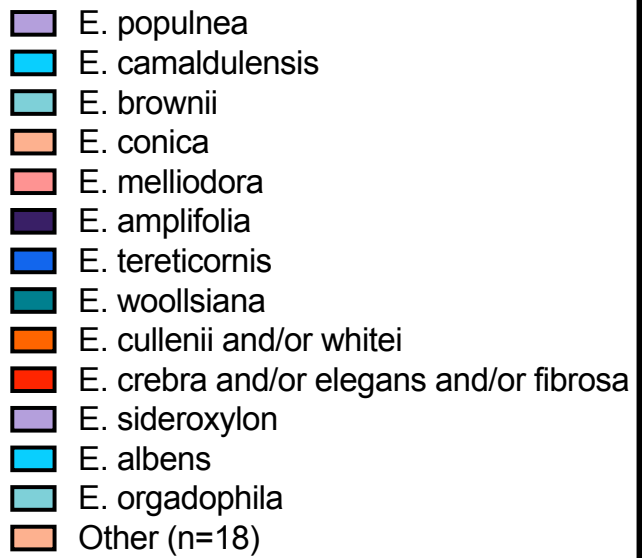 E. populnea
E. camaldulensis
E. brownii
E. conica
E. melliodora
E. amplifolia
E. tereticornis
E. woollsiana
E. cullenii and/or whitei
E. crebra and/or elegans and/or fibrosa
E. sideroxylon
E. albens
E. orgadophila
Other (n=18)